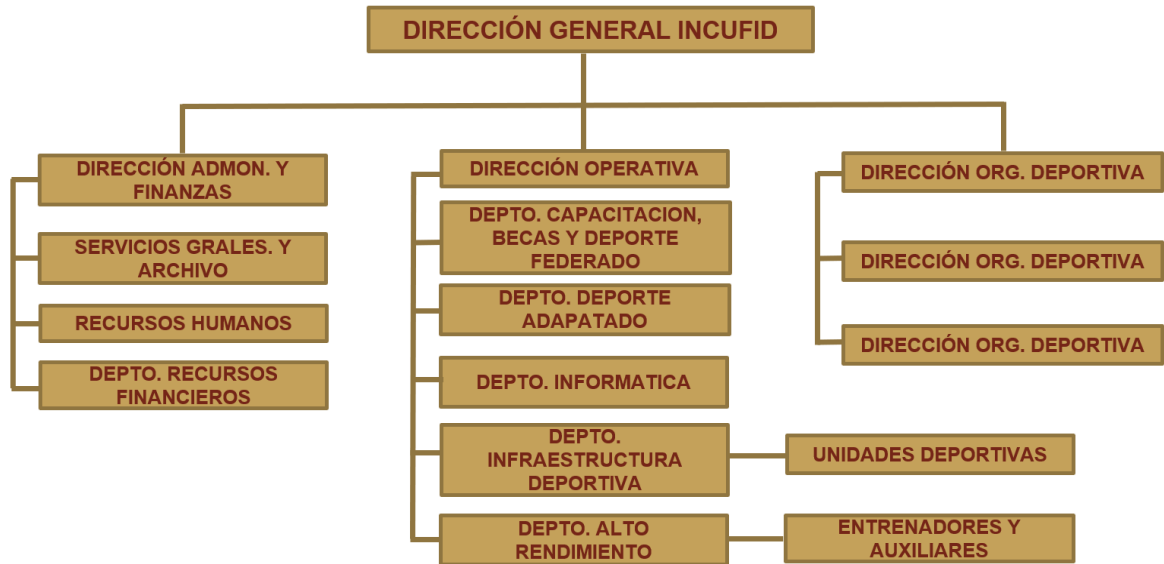 DIRECCIÓN GENERAL INCUFID
DIRECCIÓN ADMON. Y
FINANZAS
SERVICIOS GRALES. Y
ARCHIVO
RECURSOS HUMANOS
DEPTO. RECURSOS
FINANCIEROS
DIRECCIÓN OPERATIVA
DEPTO. CAPACITACION,
BECAS Y DEPORTE
FEDERADO
DEPTO. DEPORTE
ADAPATADO
DEPTO. INFORMATICA
DEPTO.
INFRAESTRUCTURA
DEPORTIVA
UNIDADES DEPORTIVAS
DEPTO. ALTO
RENDIMIENTO
ENTRENADORES Y
AUXILIARES
DIRECCIÓN ORG. DEPORTIVA
DIRECCIÓN ORG. DEPORTIVA
DIRECCIÓN ORG. DEPORTIVA